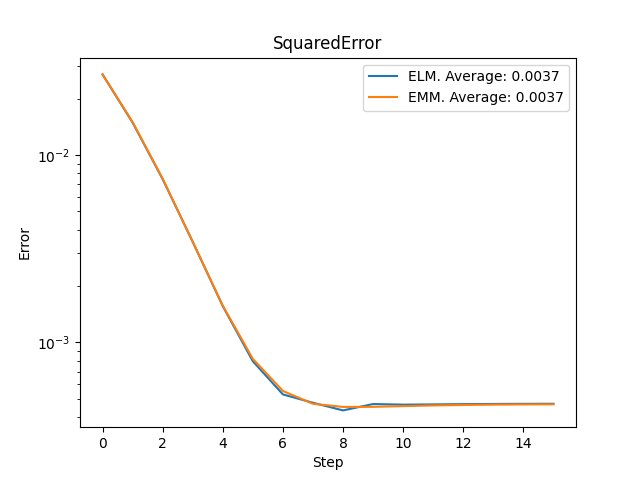 SquaredError
ELM. Average: 0.0037
EMM. Average: 0.0037
10⁻²
10⁻³
Error
0 2 4 6 8 10 12 14
Step